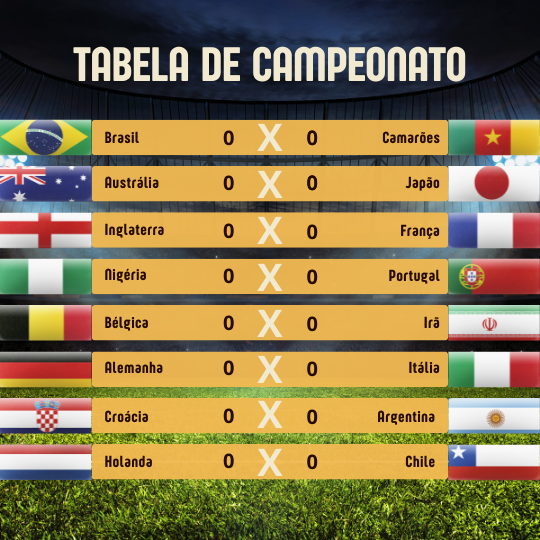 TABELA DE CAMPEONATO
Brasil 0 X 0 Camarões
Austrália 0 X 0 Japão
Inglaterra 0 X 0 França
Nigéria 0 X 0 Portugal
Bélgica 0 X 0 Irã
Alemanha 0 X 0 Itália
Croácia 0 X 0 Argentina
Holanda 0 X 0 Chile